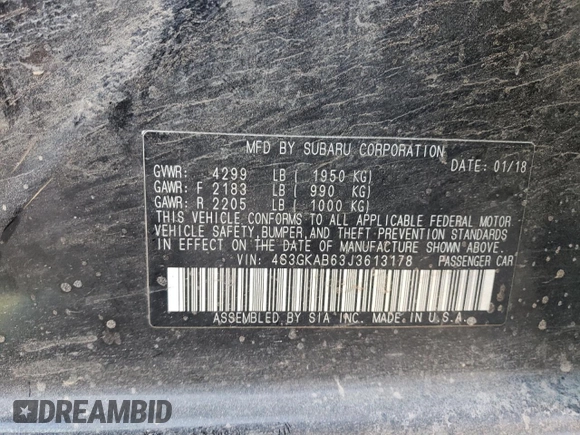 MFD BY SUBARU CORPORATION
DATE: 01/18
GVWR: 4299 LB ( 1950 KG)
GAWR: F 2183 LB ( 990 KG)
GAWR: R 2205 LB ( 1000 KG)
THIS VEHICLE CONFORMS TO ALL APPLICABLE FEDERAL MOTOR
VEHICLE SAFETY, BUMPER, AND THEFT PREVENTION STANDARDS
IN EFFECT ON THE DATE OF MANUFACTURE SHOWN ABOVE.
VIN: 4S3GKAB63J3613178 PASSENGER CAR
ASSEMBLED BY SIA INC. MADE IN U.S.A.
DREAMBID